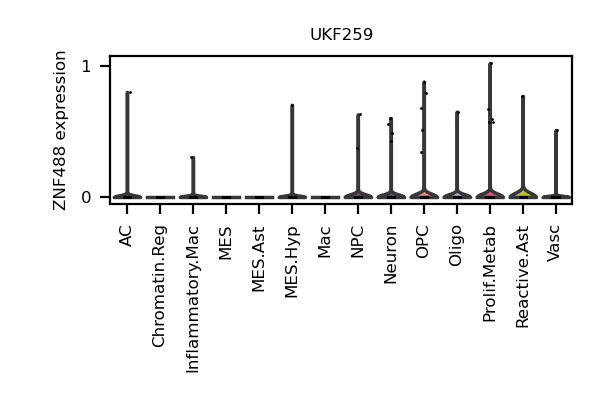 UKF259
ZNF488 expression
1
0
AC
Chromatin.Reg
Inflammatory.Mac
MES
MES.Ast
MES.Hyp
Mac
NPC
Neuron
OPC
Oligo
Prolif.Metab
Reactive.Ast
Vasc